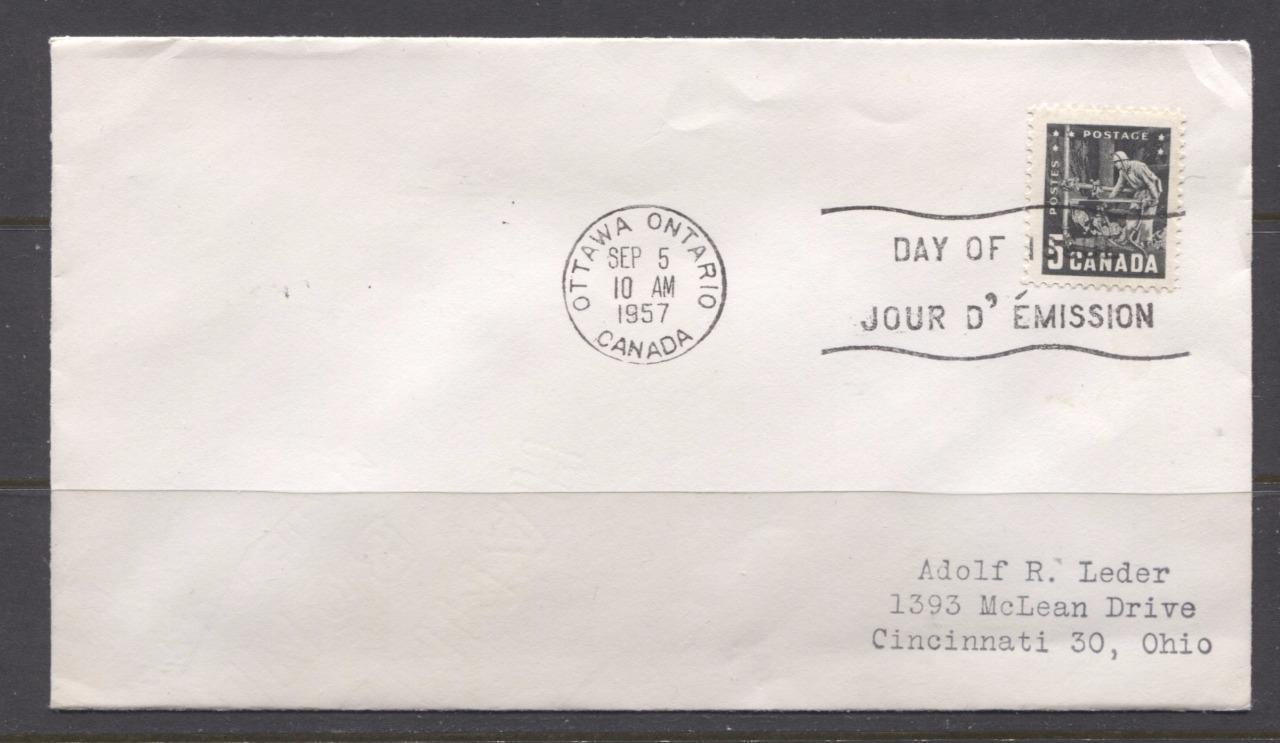 POSTAGE
POSTES
5 CANADA
OTTAWA ONTARIO
SEP 5
10 AM
1957
CANADA
DAY OF
JOUR D' ÉMISSION
Adolf R. Leder
1393 McLean Drive
Cincinnati 30, Ohio